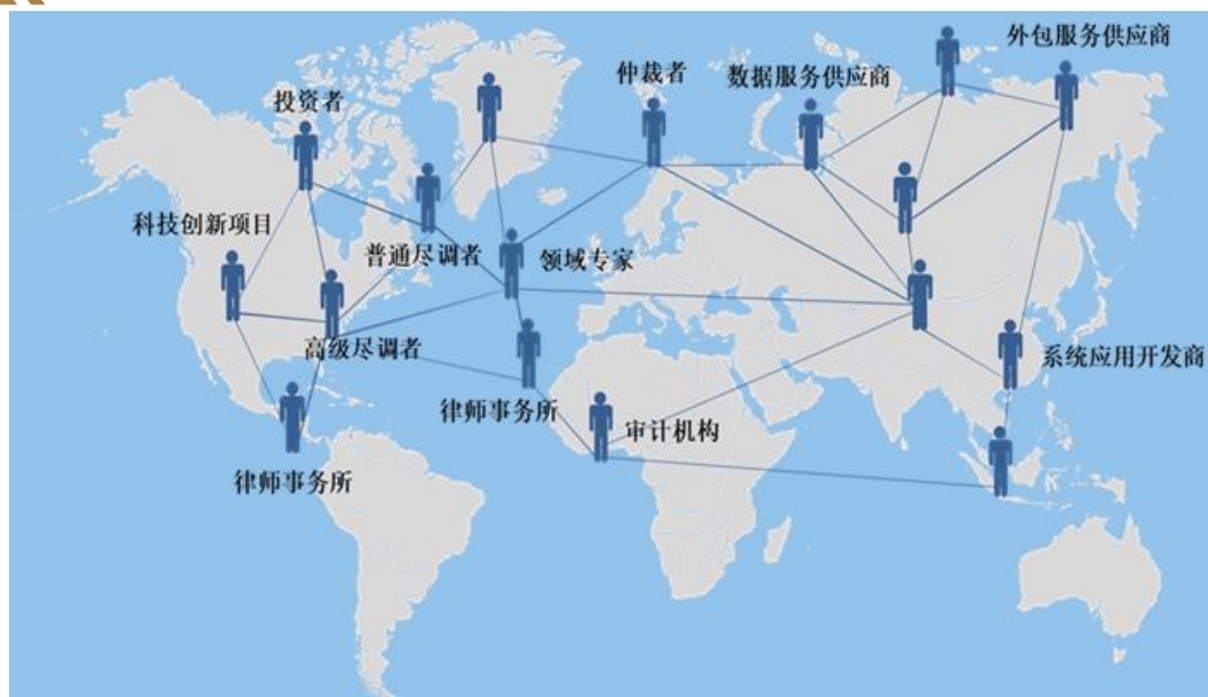 外包服务供应商
仲裁者
数据服务供应商
投资者
科技创新项目
普通尽调者
领域专家
高级尽调者
系统应用开发商
律师事务所
审计机构
律师事务所